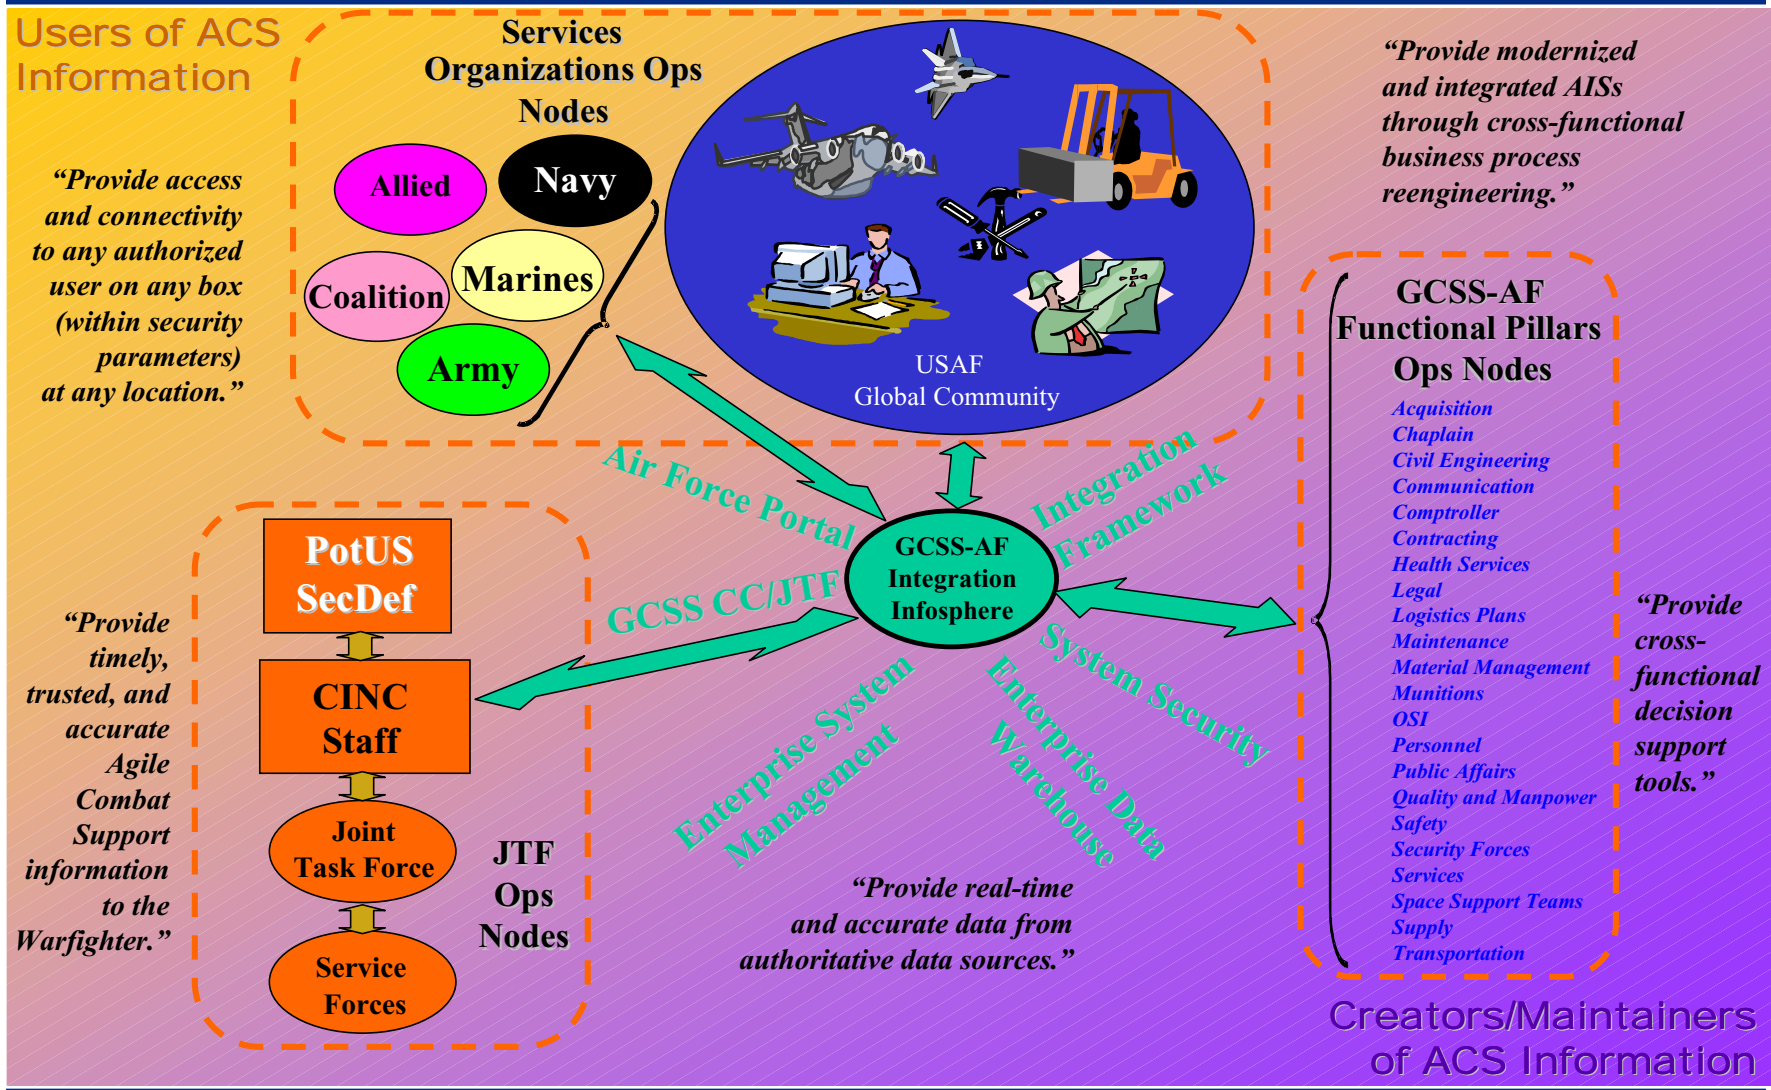 Users of ACS
Information
Services
Organizations Ops
Nodes
Allied
Navy
Coalition
Marines
Army
USAF
Global Community
“Provide access
and connectivity
to any authorized
user on any box
(within security
parameters)
at any location.”
“Provide modernized
and integrated AISs
through cross-functional
business process
reengineering.”
GCSS-AF
Functional Pillars
Ops Nodes
Acquisition
Chaplain
Civil Engineering
Communication
Comptroller
Contracting
Health Services
Legal
Logistics Plans
Maintenance
Material Management
Munitions
OSI
Personnel
Public Affairs
Quality and Manpower
Safety
Security Forces
Services
Space Support Teams
Supply
Transportation
“Provide
cross-
functional
decision
support
tools.”
Air Force Portal
Integration
Framework
GCSS CC/JTF
GCSS-AF
Integration
Infosphere
System Security
Enterprise System
Management
Enterprise Data
Warehouse
PotUS
SecDef
CINC
Staff
Joint
Task Force
Service
Forces
JTF
Ops
Nodes
“Provide
timely,
trusted, and
accurate
Agile
Combat
Support
information
to the
Warfighter.”
“Provide real-time
and accurate data from
authoritative data sources.”
Creators/Maintainers
of ACS Information